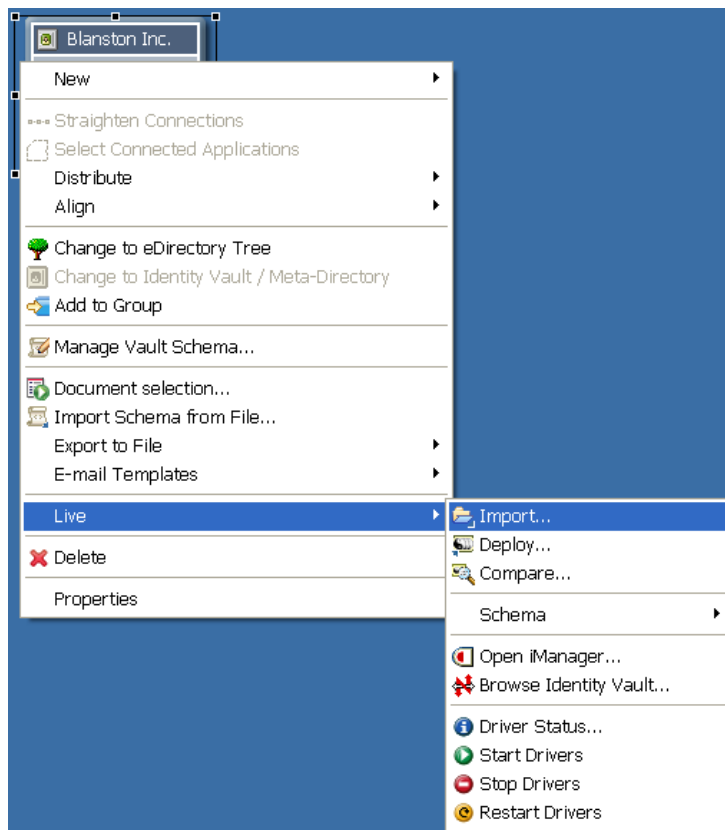 Blanston Inc.
New
Straighten Connections
Select Connected Applications
Distribute
Align
Change to eDirectory Tree
Change to Identity Vault / Meta-Directory
Add to Group
Manage Vault Schema...
Document selection...
Import Schema from File...
Export to File
E-mail Templates
Live
Delete
Properties
Import...
Deploy...
Compare...
Schema
Open iManager...
Browse Identity Vault...
Driver Status...
Start Drivers
Stop Drivers
Restart Drivers